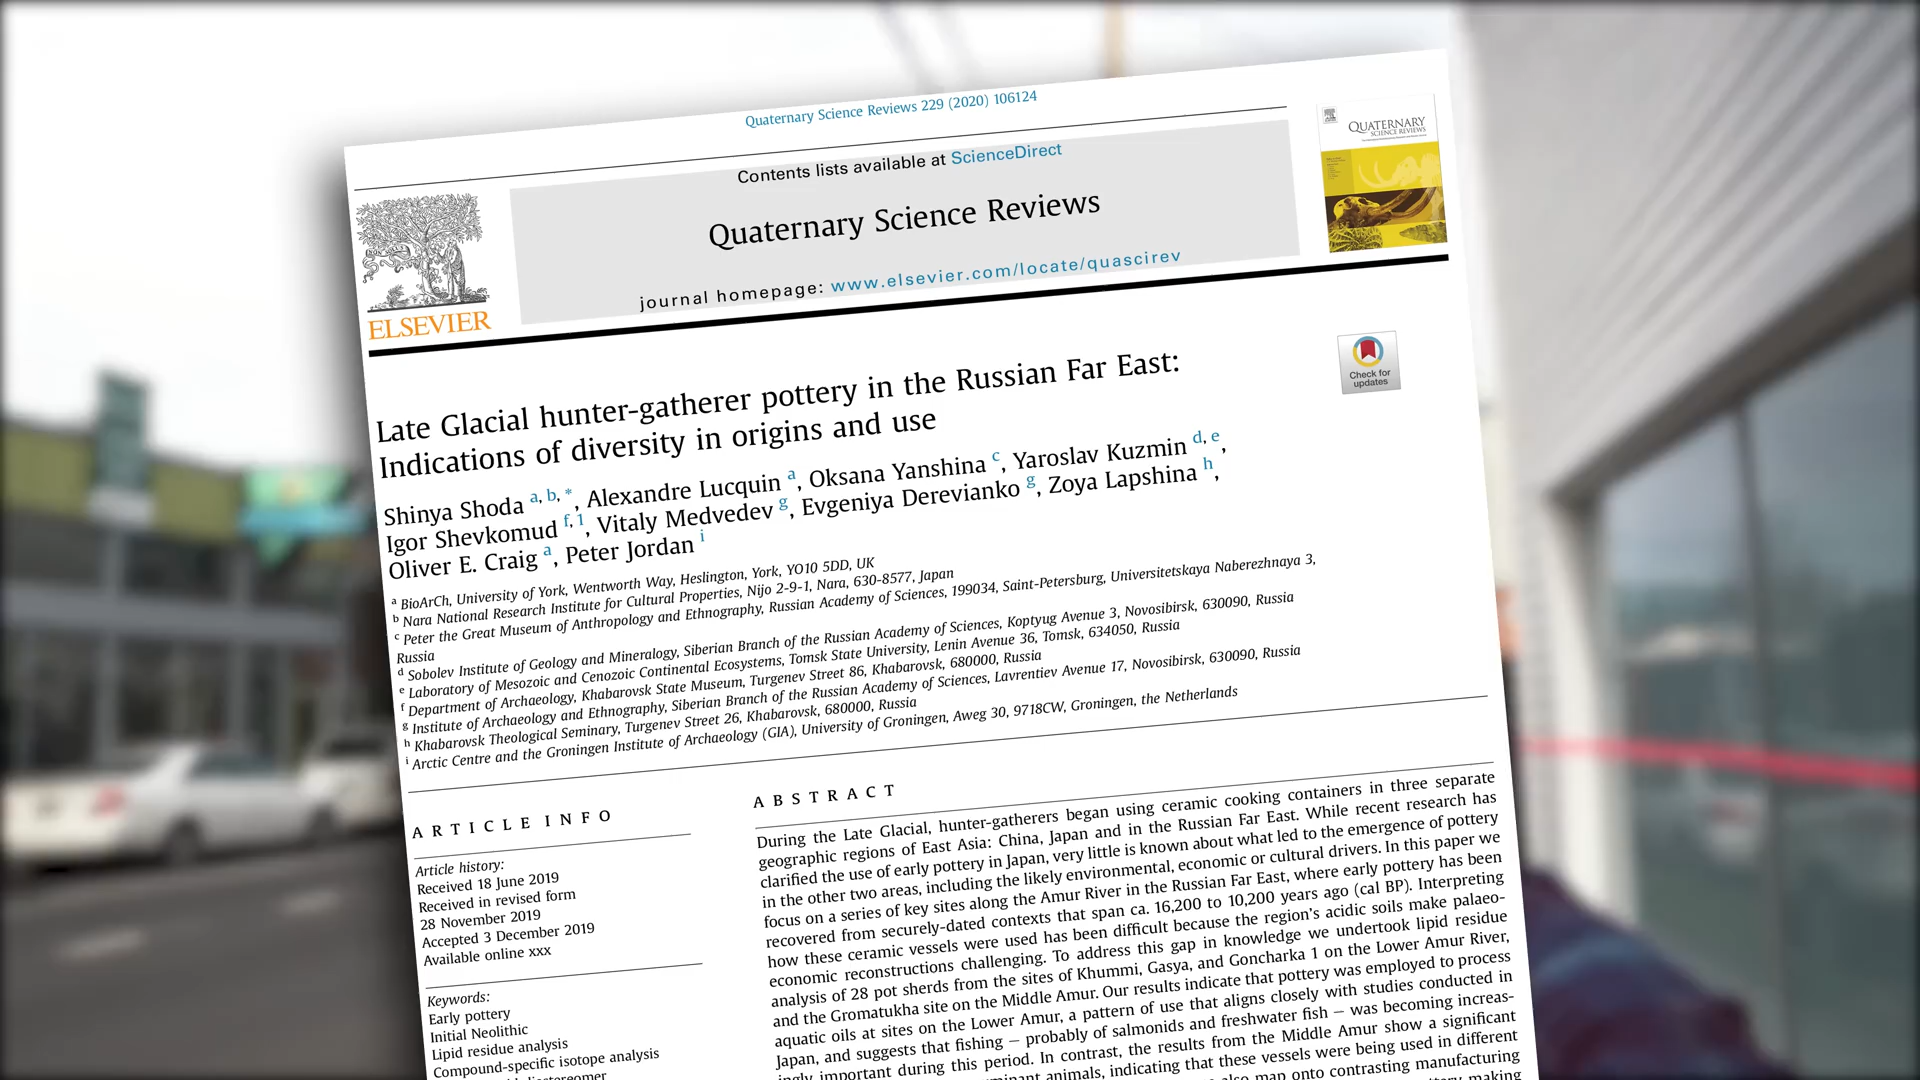 Quaternary Science Reviews 229 (2020) 106124
Contents lists available at ScienceDirect
Quaternary Science Reviews
journal homepage: www.elsevier.com/locate/quascirev
ELSEVIER
QUATERNARY
SCIENCE REVIEWS
Check for
updates
Late Glacial hunter-gatherer pottery in the Russian Far East:
Indications of diversity in origins and use
Shinya Shoda a, b, *, Alexandre Lucquin a, Oksana Yanshina c, Yaroslav Kuzmin d, e,
Igor Shevkomud f, 1, Vitaly Medvedev g, Evgeniya Derevianko g, Zoya Lapshina h,
Oliver E. Craig a, Peter Jordan i
a BioArCh, University of York, Wentworth Way, Heslington, York, YO10 5DD, UK
b Nara National Research Institute for Cultural Properties, Nijo 2-9-1, Nara, 630-8577, Japan
c Peter the Great Museum of Anthropology and Ethnography, Russian Academy of Sciences, 199034, Saint-Petersburg, Universitetskaya Naberezhnaya 3,
Russia
d Sobolev Institute of Geology and Mineralogy, Siberian Branch of the Russian Academy of Sciences, Koptyug Avenue 3, Novosibirsk, 630090, Russia
e Laboratory of Mesozoic and Cenozoic Continental Ecosystems, Tomsk State University, Lenin Avenue 36, Tomsk, 634050, Russia
f Department of Archaeology, Khabarovsk State Museum, Turgenev Street 86, Khabarovsk, 680000, Russia
g Institute of Archaeology and Ethnography, Siberian Branch of the Russian Academy of Sciences, Lavrentiev Avenue 17, Novosibirsk, 630090, Russia
h Khabarovsk Theological Seminary, Turgenev Street 26, Khabarovsk, 680000, Russia
i Arctic Centre and the Groningen Institute of Archaeology (GIA), University of Groningen, Aweg 30, 9718CW, Groningen, the Netherlands
ARTICLE INFO
Article history:
Received 18 June 2019
Received in revised form
28 November 2019
Accepted 3 December 2019
Available online xxx
Keywords:
Early pottery
Initial Neolithic
Lipid residue analysis
Compound-specific isotope analysis
ABSTRACT
During the Late Glacial, hunter-gatherers began using ceramic cooking containers in three separate
geographic regions of East Asia: China, Japan and in the Russian Far East. While recent research has
clarified the use of early pottery in Japan, very little is known about what led to the emergence of pottery
in the other two areas, including the likely environmental, economic or cultural drivers. In this paper we
focus on a series of key sites along the Amur River in the Russian Far East, where early pottery has been
recovered from securely-dated contexts that span ca. 16,200 to 10,200 years ago (cal BP). Interpreting
how these ceramic vessels were used has been difficult because the region's acidic soils make palaeo-
economic reconstructions challenging. To address this gap in knowledge we undertook lipid residue
analysis of 28 pot sherds from the sites of Khummi, Gasya, and Goncharka 1 on the Lower Amur River,
and the Gromatukha site on the Middle Amur. Our results indicate that pottery was employed to process
aquatic oils at sites on the Lower Amur, a pattern of use that aligns closely with studies conducted in
Japan, and suggests that fishing – probably of salmonids and freshwater fish – was becoming increas-
ingly important during this period. In contrast, the results from the Middle Amur show a significant
animals, indicating that these vessels were being used in different
also map onto contrasting manufacturing
making